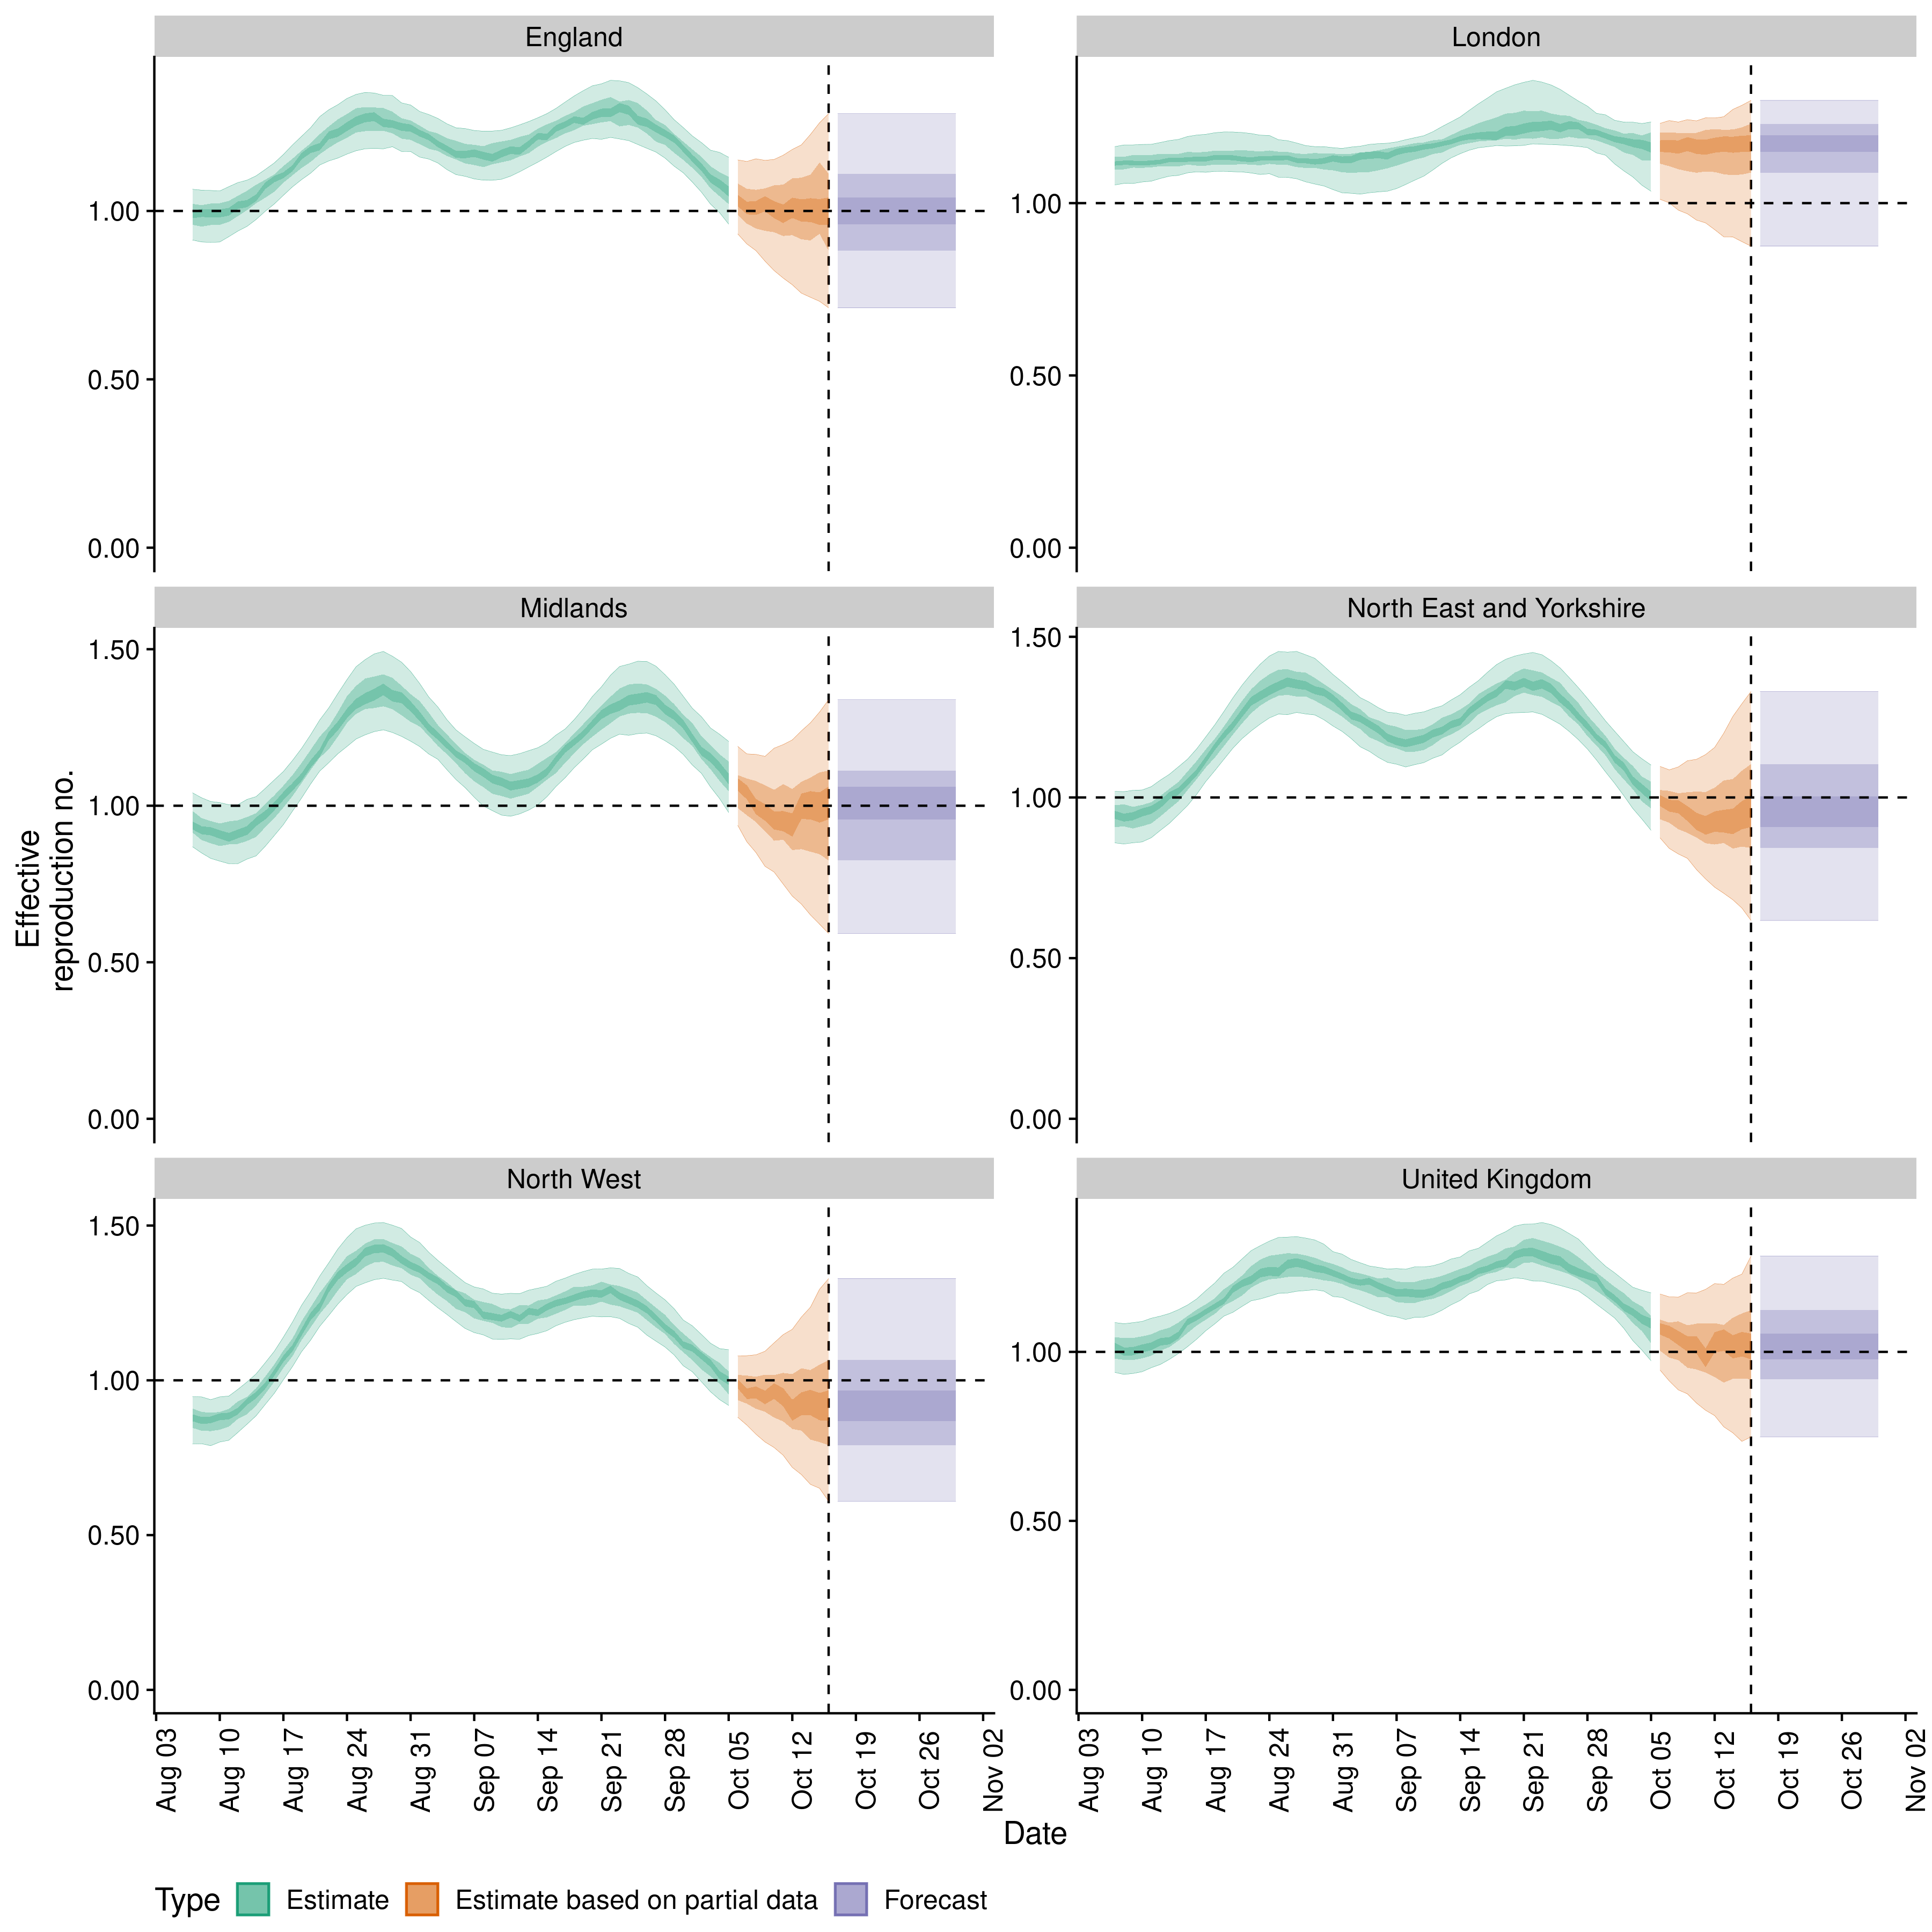 England
London
1.00
0.50
0.00
1.00
0.50
0.00
Midlands
North East and Yorkshire
1.50
1.00
0.50
0.00
1.50
1.00
0.50
0.00
Effective
reproduction no.
North West
United Kingdom
1.50
1.00
0.50
0.00
1.00
0.50
0.00
Aug 03
Aug 10
Aug 17
Aug 24
Aug 31
Sep 07
Sep 14
Sep 21
Sep 28
Oct 05
Oct 12
Oct 19
Oct 26
Nov 02
Aug 03
Aug 10
Aug 17
Aug 24
Aug 31
Sep 07
Sep 14
Sep 21
Sep 28
Oct 05
Oct 12
Oct 19
Oct 26
Nov 02
Date
Type Estimate Estimate based on partial data Forecast